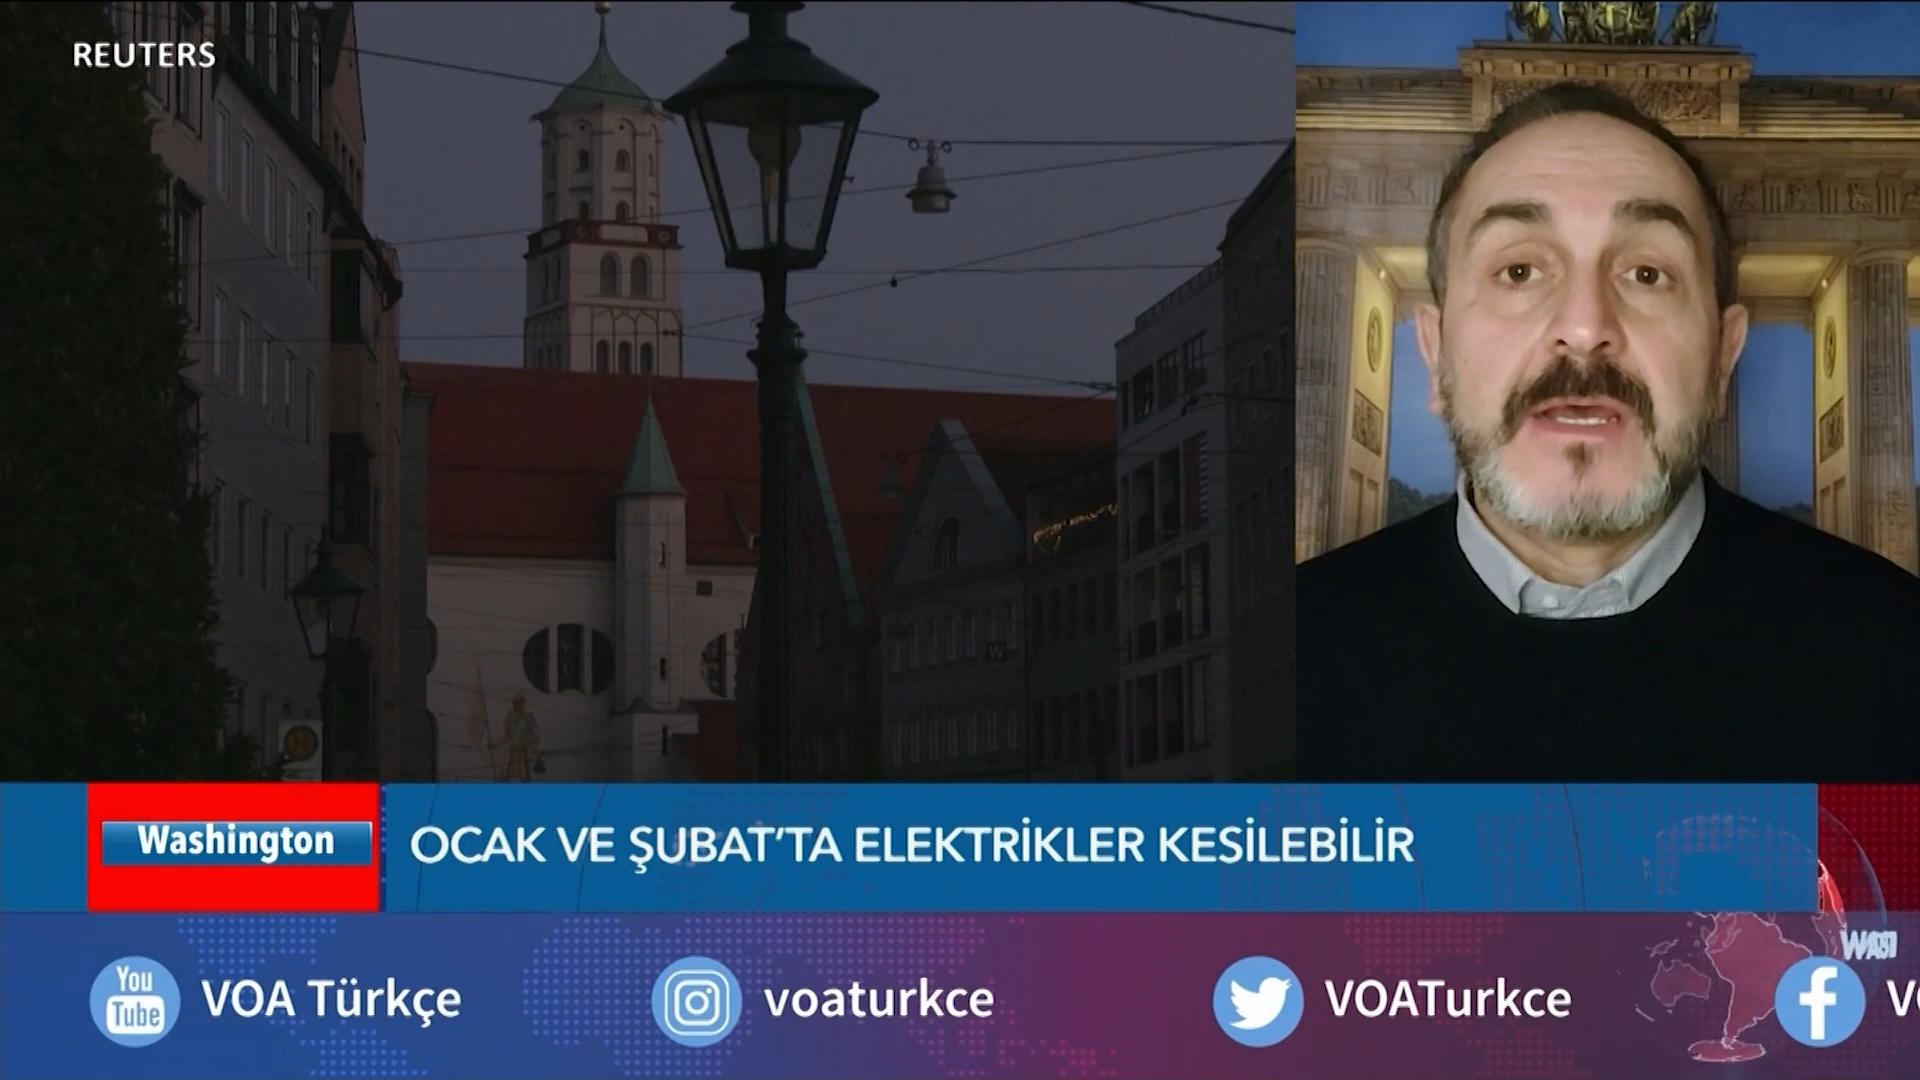 REUTERS
Washington
OCAK VE ŞUBAT'TA ELEKTRİKLER KESİLEBİLİR
You
Tube
VOA Türkçe
voaturkce
VOATurkce
W
H